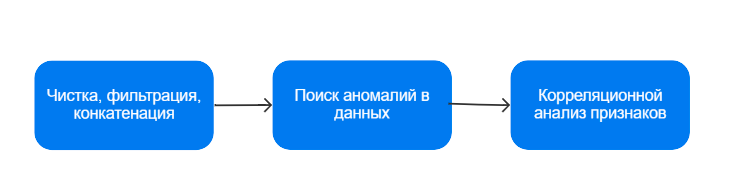 Чистка, фильтрация,
конкатенация
Поиск аномалий в
данных
Корреляционной
анализ признаков